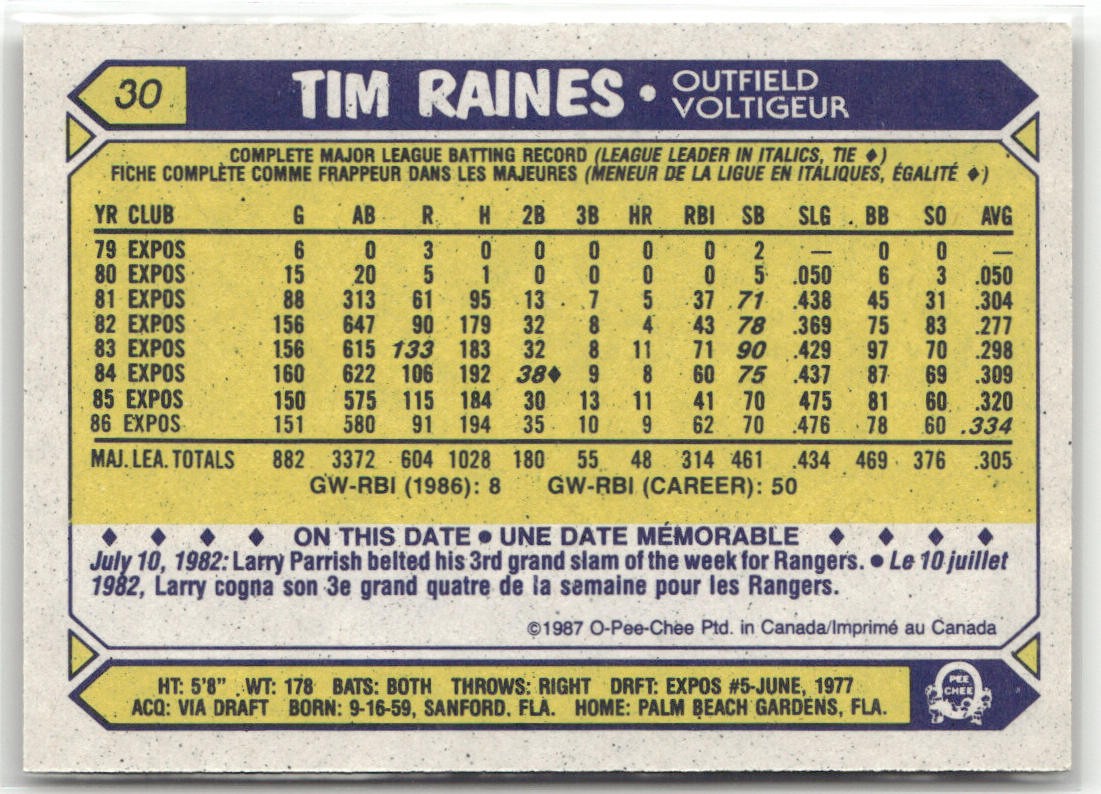 30
TIM RAINES • OUTFIELD
VOLTIGEUR
COMPLETE MAJOR LEAGUE BATTING RECORD (LEAGUE LEADER IN ITALICS, TIE ♦)
FICHE COMPLÈTE COMME FRAPPEUR DANS LES MAJEURES (MENEUR DE LA LIGUE EN ITALIQUES, ÉGALITÉ ♦)
YR CLUB G AB R H 2B 3B HR RBI SB SLG . BB SO AVG
79 EXPOS 6 0 3 0 0 0 0 0 2 — 0 0 —
80 EXPOS 15 20 5 1 0 0 0 0 5 .050 6 3 .050
81 EXPOS 88 313 61 95 13 7 5 37 71 .438 45 31 .304
82 EXPOS 156 647 90 179 32 8 4 43 78 .369 75 83 .277
83 EXPOS 156 615 133 183 32 8 11 71 90 .429 97 70 .298
84 EXPOS 160 622 106 192 38♦ 9 8 60 75 .437 87 69 .309
85 EXPOS 150 575 115 184 30 13 11 41 70 475 81 60 .320
86 EXPOS 151 580 91 194 35 10 9 62 70 .476 78 60 .334
MAJ. LEA. TOTALS 882 3372 604 1028 180 55 48 314 461 .434 469 376 .305
GW-RBI (1986): 8 GW-RBI (CAREER): 50
♦ ♦ ♦ ♦ ON THIS DATE • UNE DATE MÉMORABLE ♦ ♦ ♦ ♦ ♦
July 10, 1982: Larry Parrish belted his 3rd grand slam of the week for Rangers. • Le 10 juillet
1982, Larry cogna son 3e grand quatre de la semaine pour les Rangers.
©1987 O-Pee-Chee Ptd. in Canada/Imprimé au Canada
HT: 5'8" WT: 178 BATS: BOTH THROWS: RIGHT DRFT: EXPOS #5-JUNE, 1977
ACQ: VIA DRAFT BORN: 9-16-59, SANFORD, FLA. HOME: PALM BEACH GARDENS, FLA.
O
PEE
CHEE